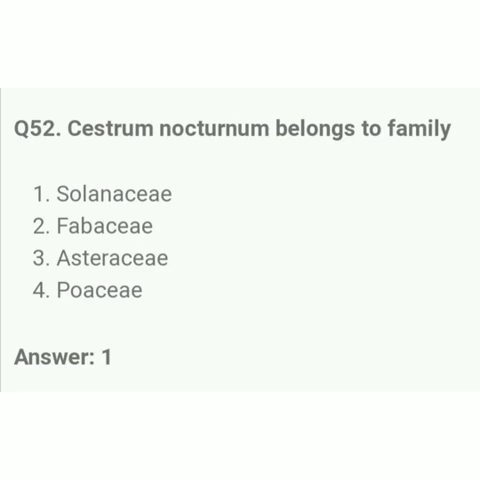 Q52. Cestrum nocturnum belongs to family
1. Solanaceae
2. Fabaceae
3. Asteraceae
4. Poaceae
Answer: 1